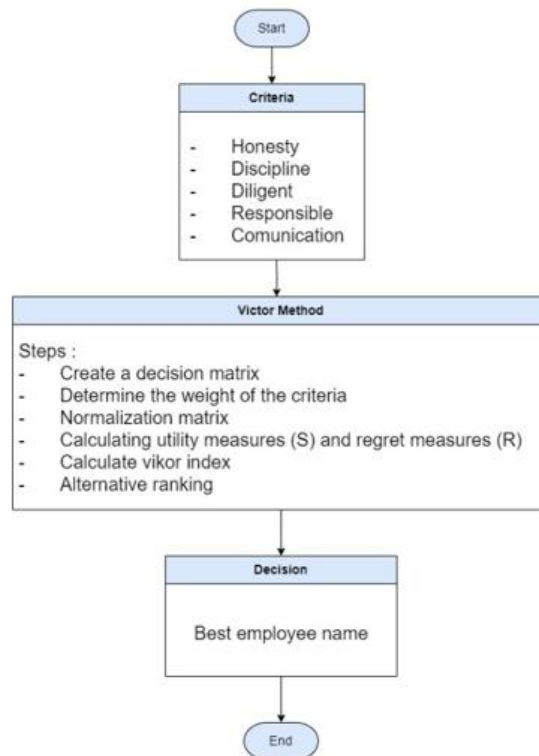 Start
Criteria
- Honesty
- Discipline
- Diligent
- Responsible
- Comunication
Victor Method
Steps :
- Create a decision matrix
- Determine the weight of the criteria
- Normalization matrix
- Calculating utility measures (S) and regret measures (R)
- Calculate vikor index
- Alternative ranking
Decision
Best employee name
End